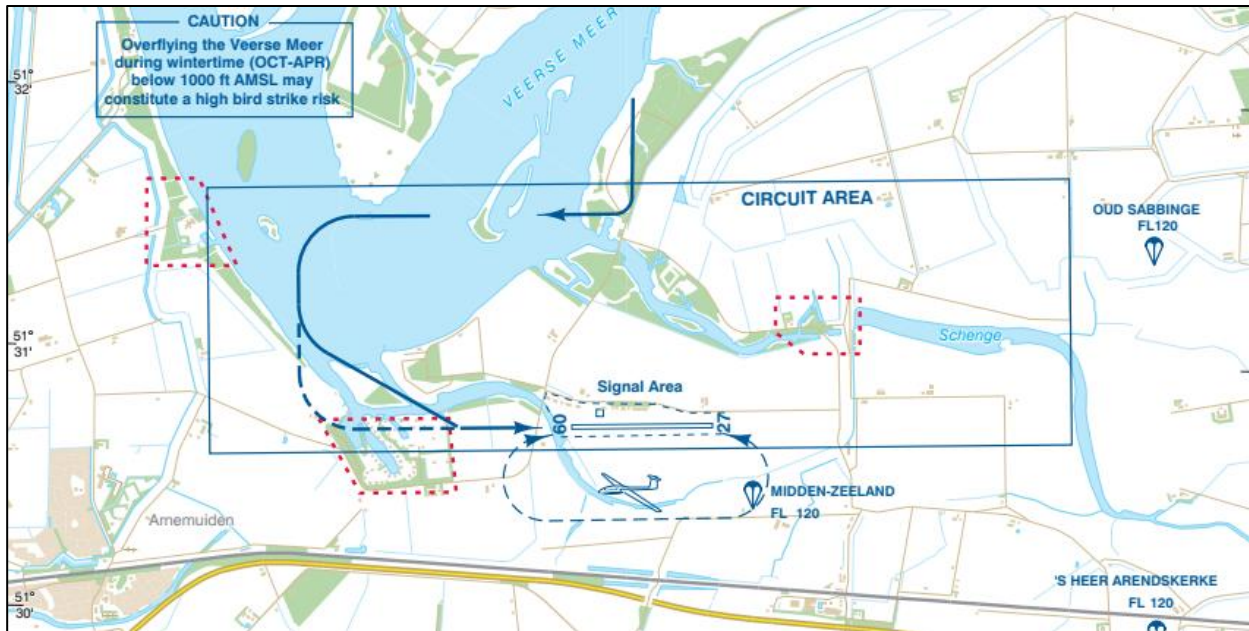 CAUTION
Overflying the Veerse Meer
during wintertime (OCT-APR)
below 1000 ft AMSL may
constitute a high bird strike risk
51°
32'
VEERSE MEER
CIRCUIT AREA
OUD SABBINGE
FL120
51°
31'
Schenge
Signal Area
09
27
MIDDEN-ZEELAND
FL 120
Arnemuiden
'S HEER ARENDSKERKE
FL 120
51°
30'